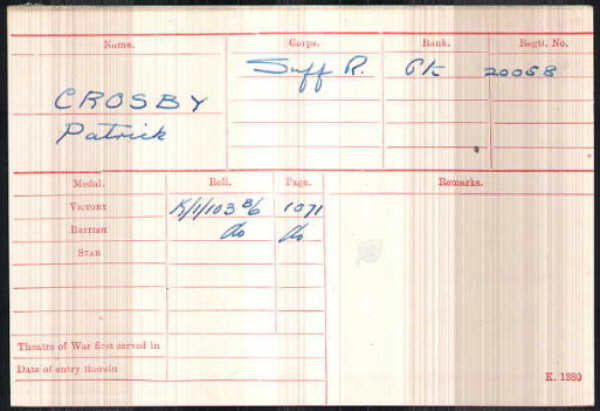 Name. Corps. Rank. Regtl. No.
Suff R. Pte 20058
CROSBY
Patrick
Medal. Roll. Page. Remarks.
VICTORY K/1/103 B/6 1071
BRITISH do do
STAR
Theatre of War first served in
Date of entry therein
K. 1380